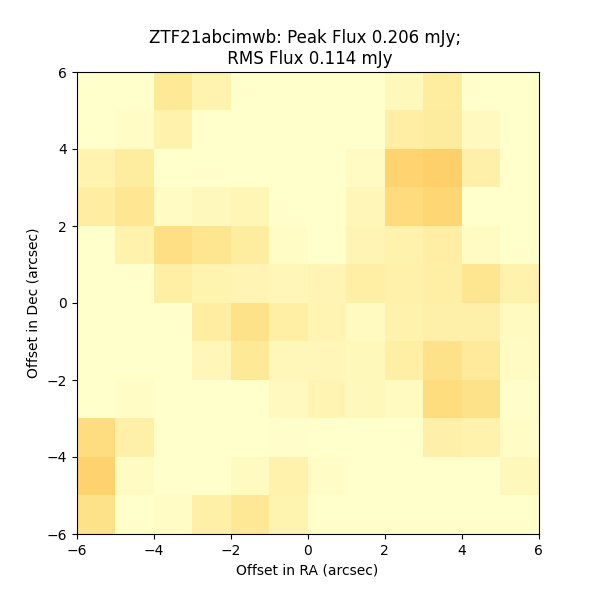 ZTF21abcimwb: Peak Flux 0.206 mJy;
RMS Flux 0.114 mJy
6
4
2
0
−2
−4
−6
Offset in Dec (arcsec)
−6 −4 −2 0 2 4 6
Offset in RA (arcsec)